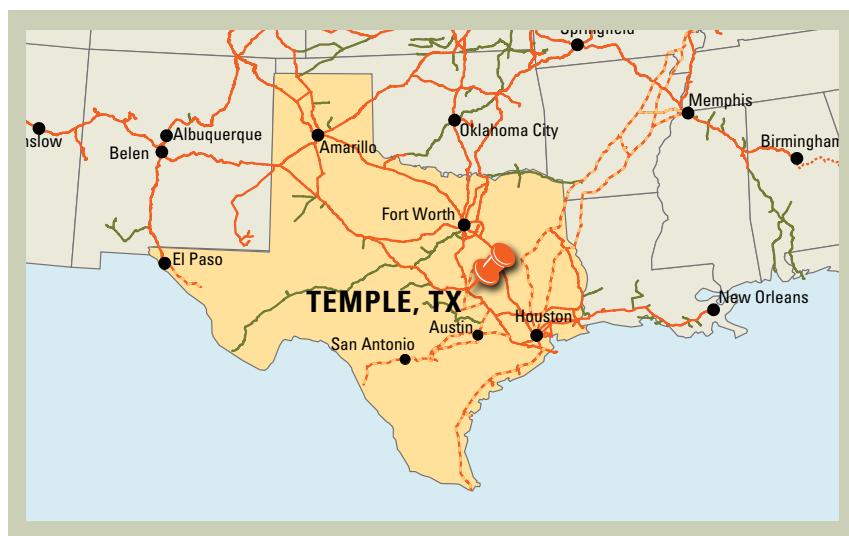 Springfield
Memphis
nslow
Albuquerque
Oklahoma City
Belen
Amarillo
Birmingham
Fort Worth
El Paso
TEMPLE, TX
New Orleans
Houston
Austin
San Antonio